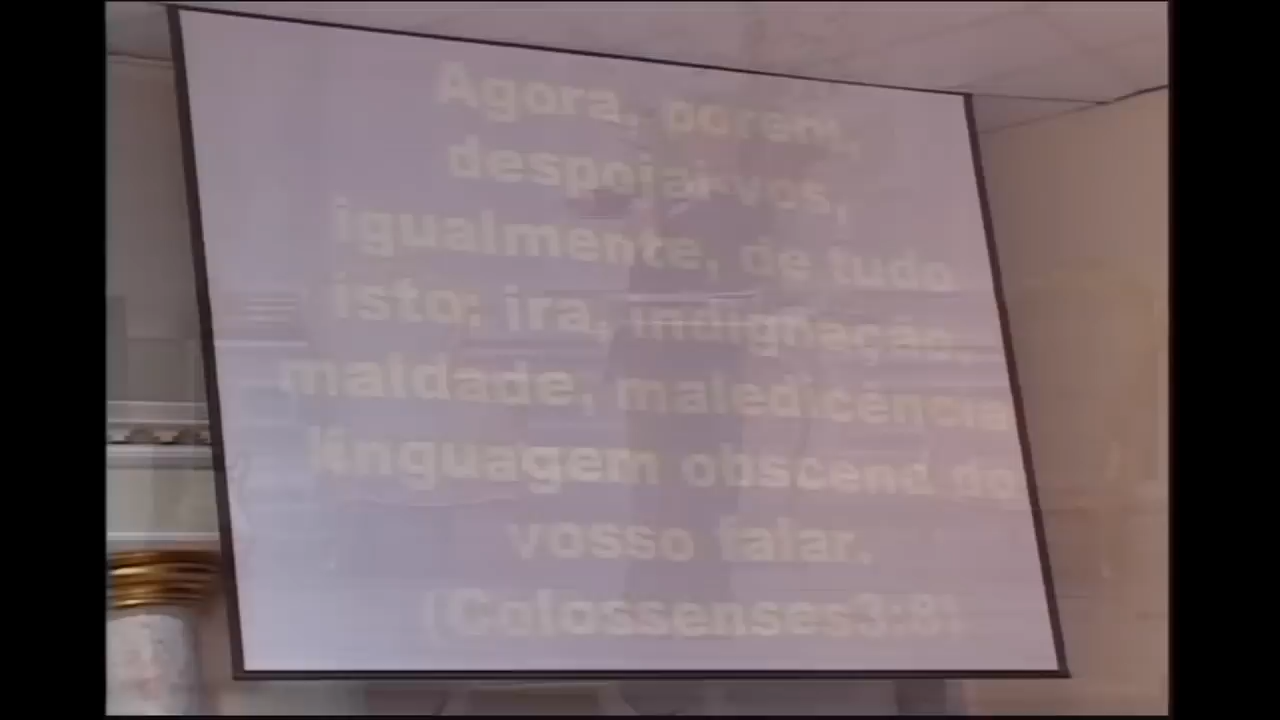 Agora, porém,
despojai-vos,
igualmente, de tudo
isto: ira, indignação,
maldade, maledicência
linguagem obscena do
vosso falar.
(Colossenses3:8)